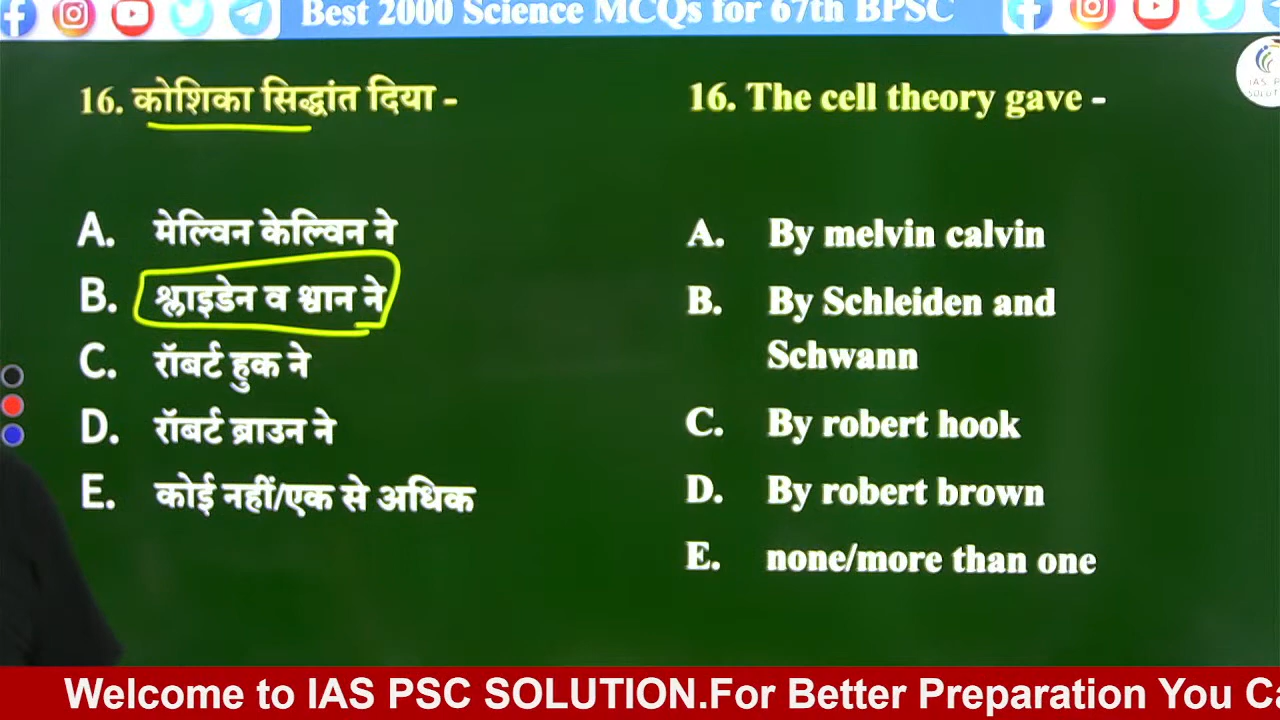 Best 2000 Science MCQs for 67th BPSC
16. कोशिका सिद्धांत दिया -
A. मेल्विन केल्विन ने
B. श्लाइडेन व श्वान ने
C. रॉबर्ट हुक ने
D. रॉबर्ट ब्राउन ने
E. कोई नहीं/एक से अधिक
16. The cell theory gave -
A. By melvin calvin
B. By Schleiden and
Schwann
C. By robert hook
D. By robert brown
E. none/more than one
IAS P
SOLUT
Welcome to IAS PSC SOLUTION.For Better Preparation You Ca